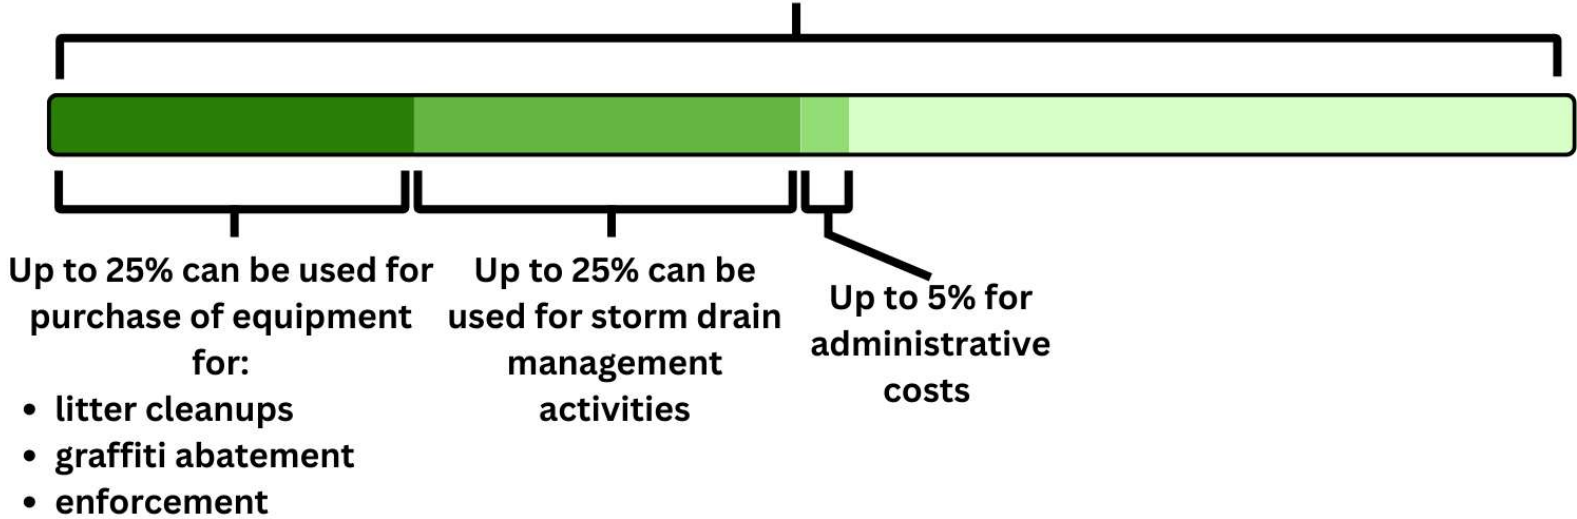 Up to 25% can be used for
purchase of equipment
for:
• litter cleanups
• graffiti abatement
• enforcement
Up to 25% can be
used for storm drain
management
activities
Up to 5% for
administrative
costs